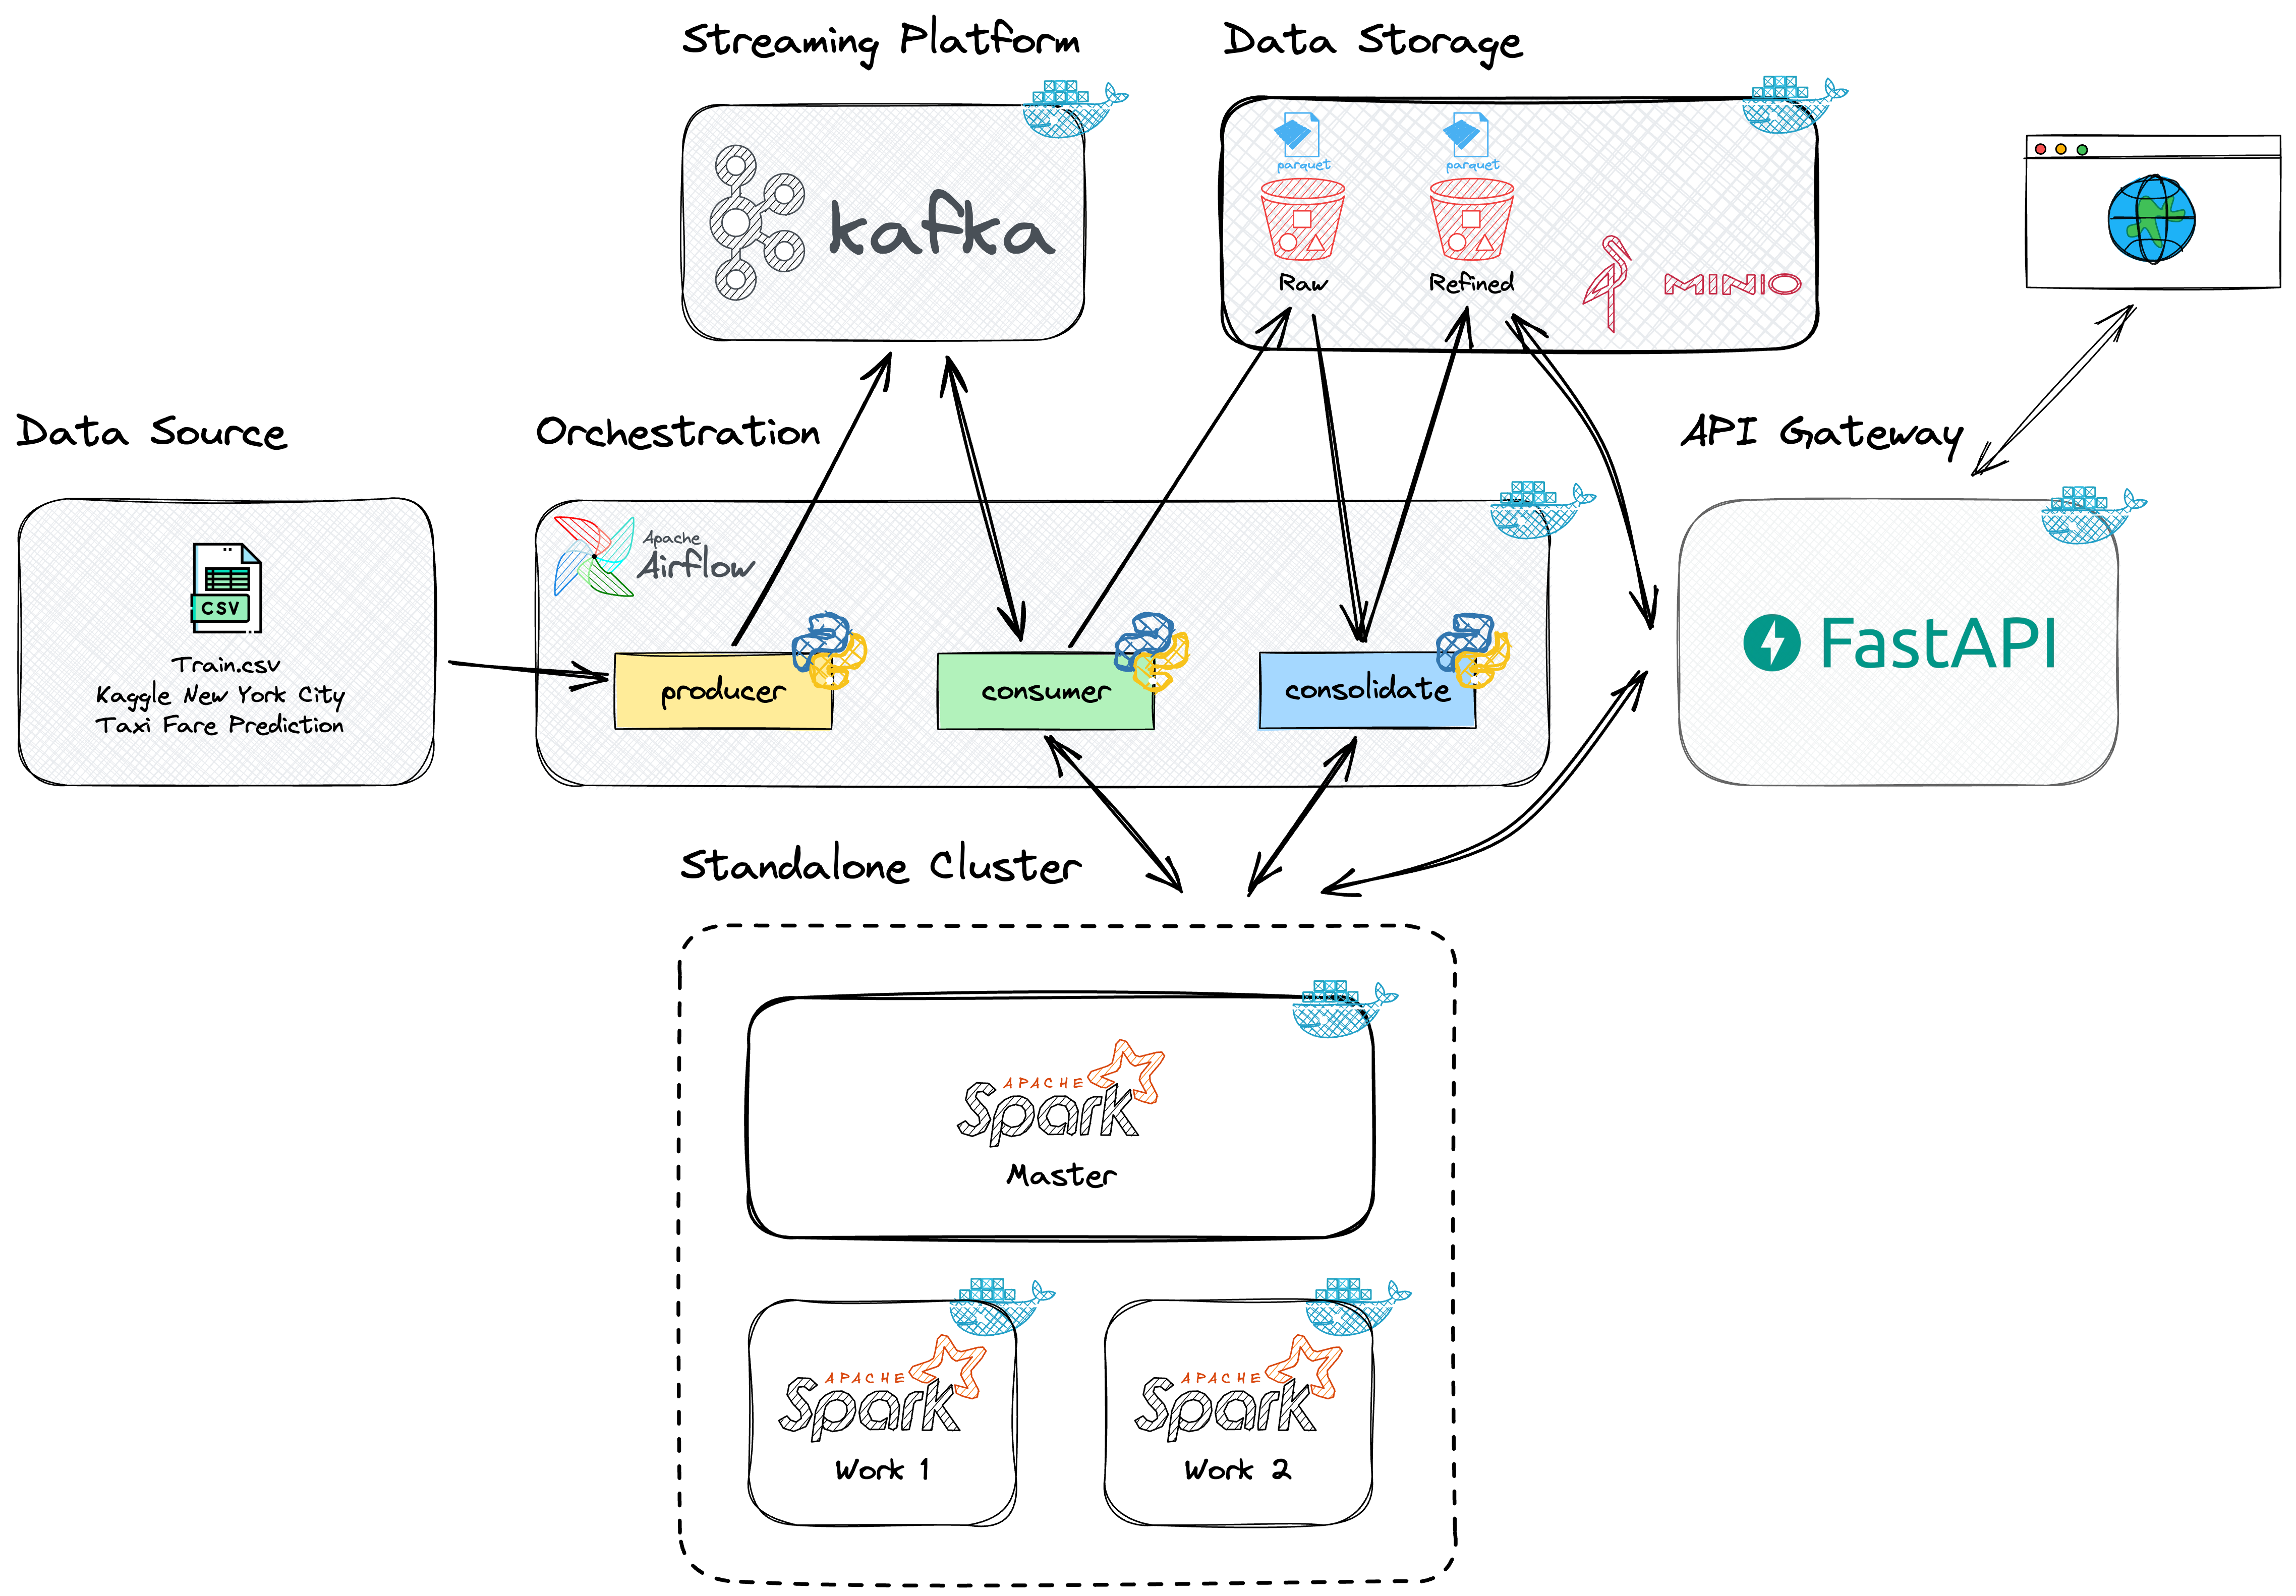 Streaming Platform
Data Storage
kafka
parquet
parquet
Raw
Refined
MINIO
Data Source
Orchestration
API Gateway
CSV
Train.csv
Kaggle New York City
Taxi Fare Prediction
Apache
Airflow
producer
consumer
consolidate
FastAPI
Standalone Cluster
APACHE
Spark
Master
APACHE
Spark
Work 1
APACHE
Spark
Work 2